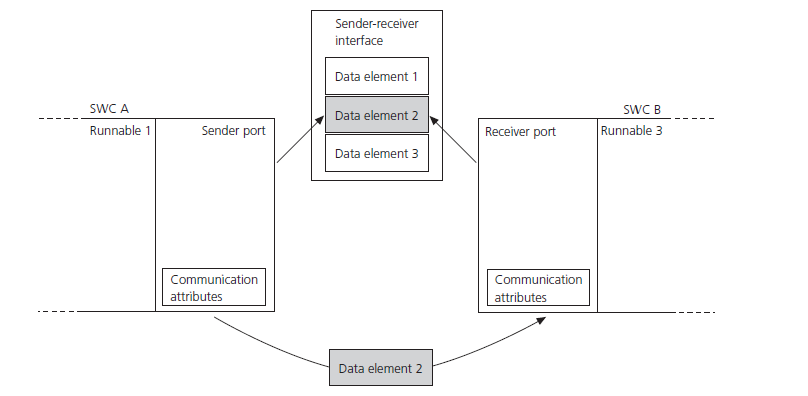 Sender-receiver
interface
Data element 1
Data element 2
Data element 3
SWC A
Runnable 1
Sender port
Communication
attributes
SWC B
Receiver port
Runnable 3
Communication
attributes
Data element 2